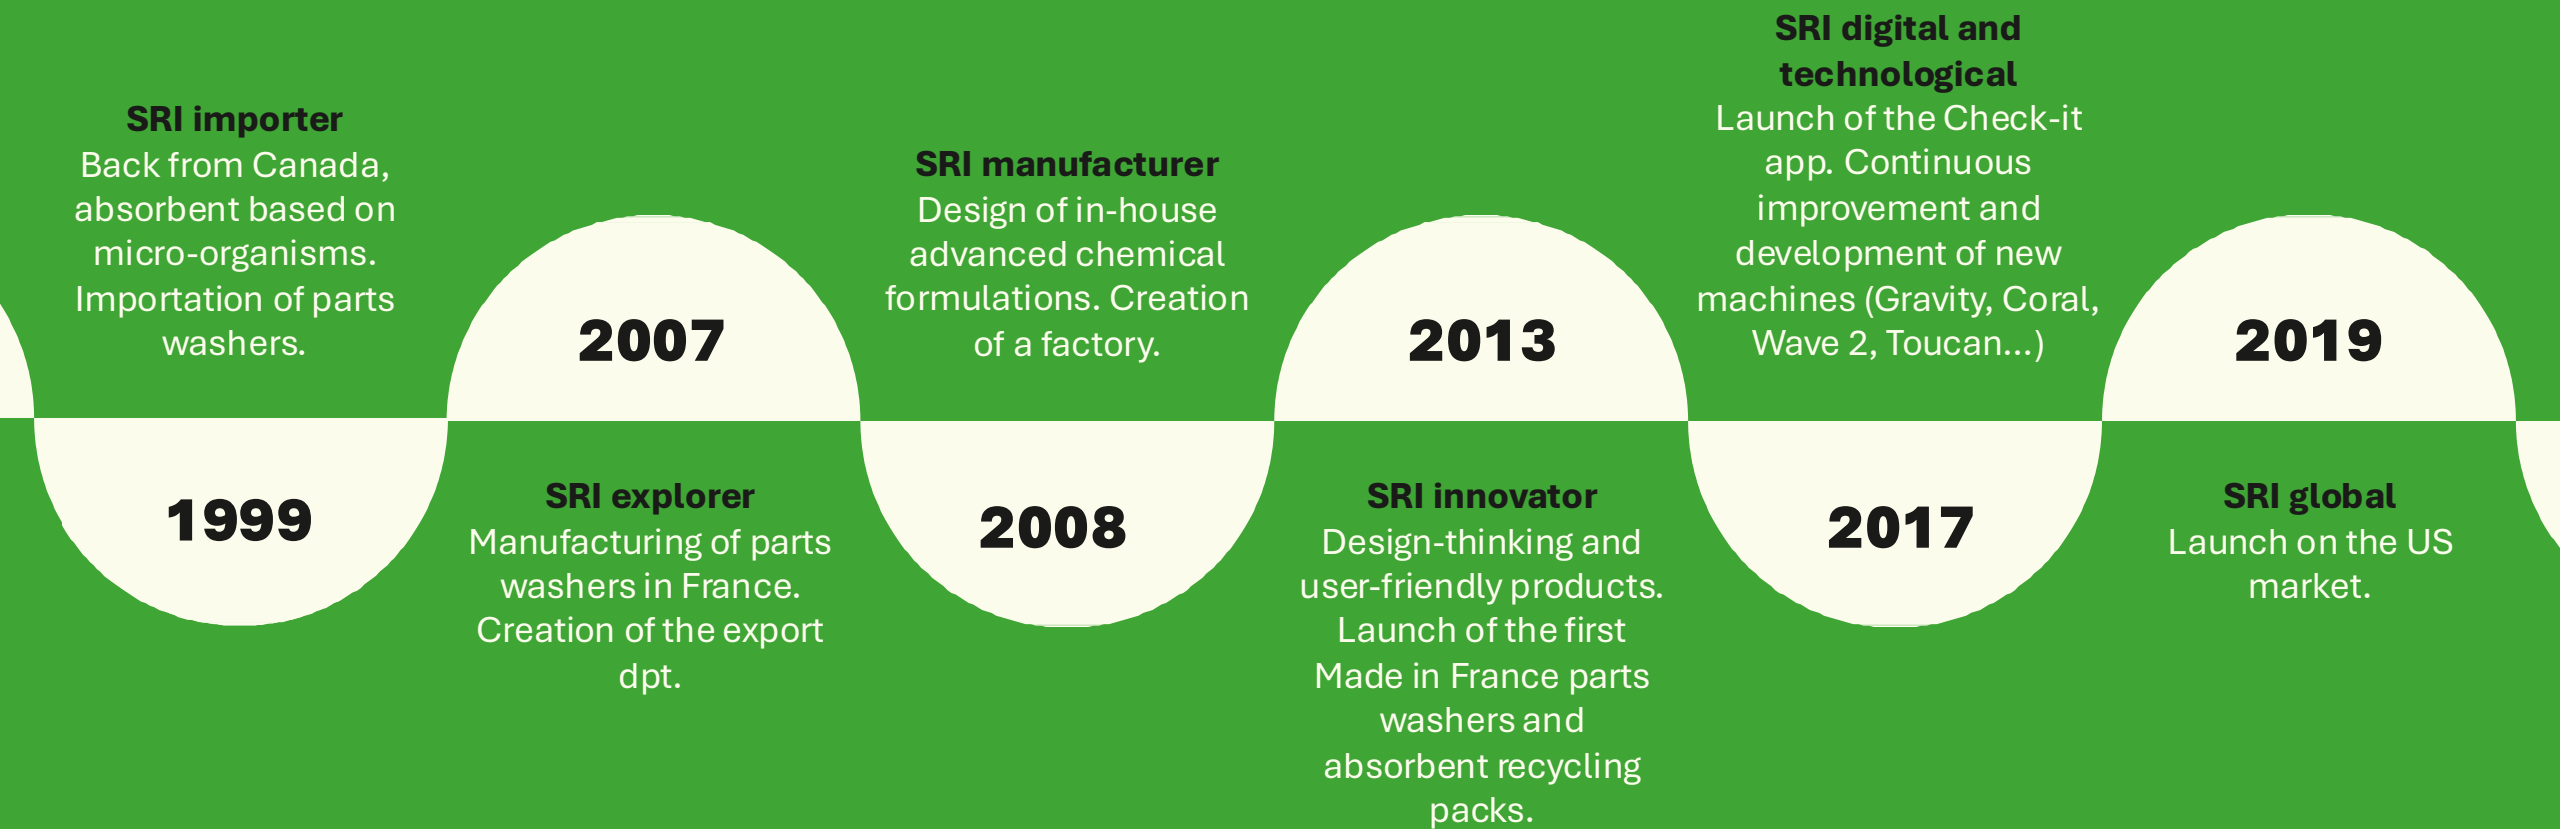 SRI importer
Back from Canada,
absorbent based on
micro-organisms.
Importation of parts
washers.
1999
2007
SRI explorer
Manufacturing of parts
washers in France.
Creation of the export
dpt.
SRI manufacturer
Design of in-house
advanced chemical
formulations. Creation
of a factory.
2008
2013
SRI innovator
Design-thinking and
user-friendly products.
Launch of the first
Made in France parts
washers and
absorbent recycling
packs.
SRI digital and
technological
Launch of the Check-it
app. Continuous
improvement and
development of new
machines (Gravity, Coral,
Wave 2, Toucan...)
2017
2019
SRI global
Launch on the US
market.